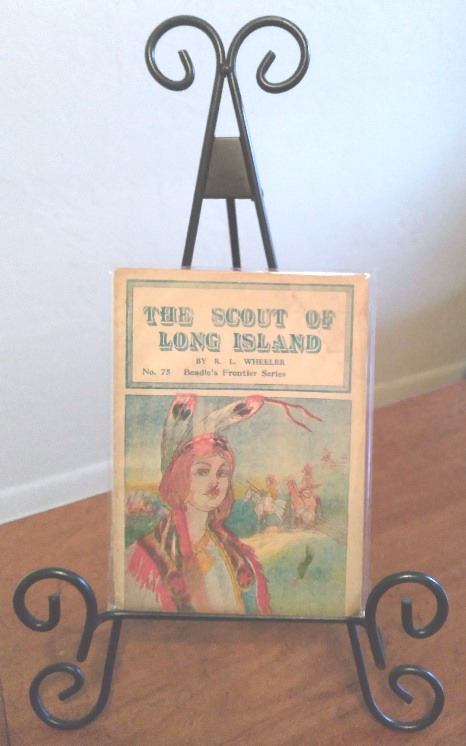 THE SCOUT OF
LONG ISLAND
BY R. L. WHEELER
No. 75 Beadle's Frontier Series